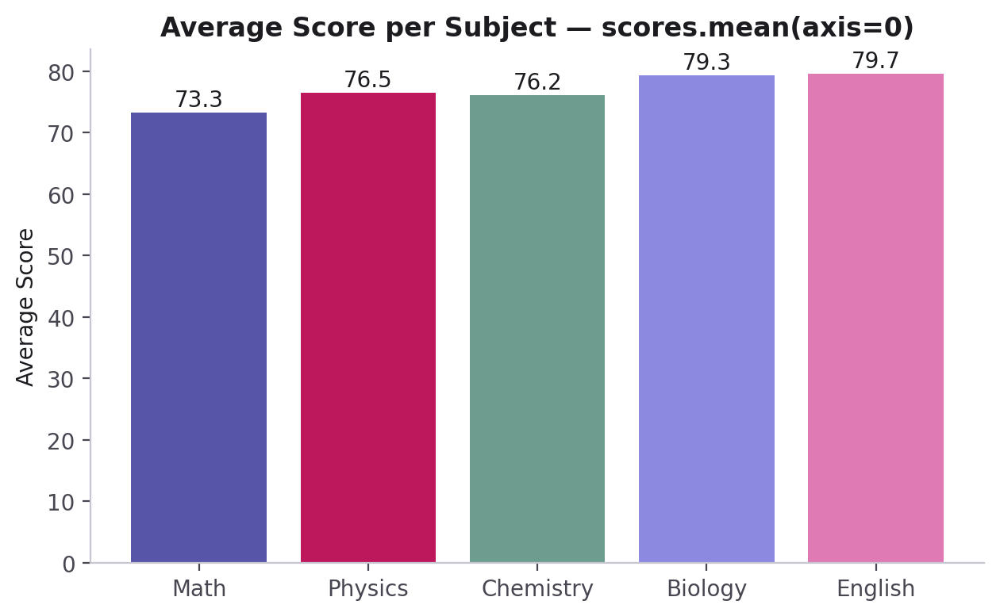 Average Score per Subject — scores.mean(axis=0)
Average Score
80
70
60
50
40
30
20
10
0
73.3
76.5
76.2
79.3
79.7
Math
Physics
Chemistry
Biology
English